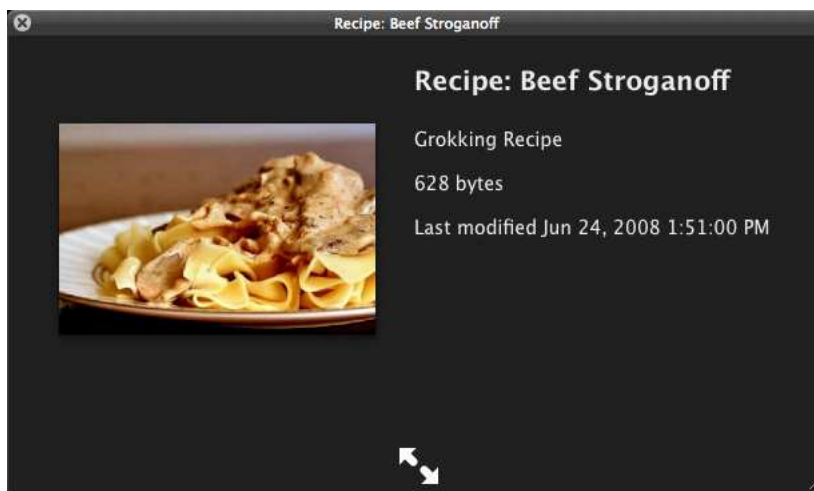 Recipe: Beef Stroganoff
Recipe: Beef Stroganoff
Grokking Recipe
628 bytes
Last modified Jun 24, 2008 1:51:00 PM